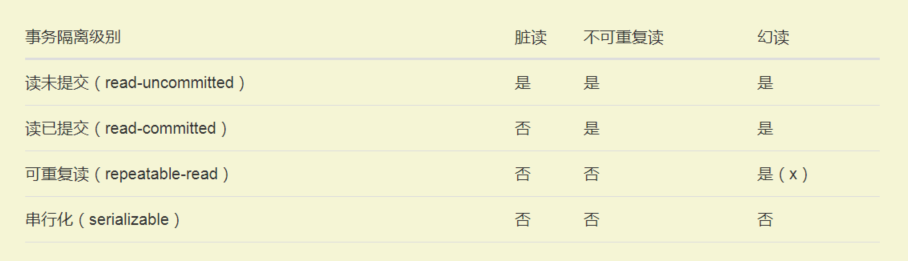 事务隔离级别 脏读 不可重复读 幻读
读未提交（read-uncommitted） 是 是 是
读已提交（read-committed） 否 是 是
可重复读（repeatable-read） 否 否 是（x）
串行化（serializable） 否 否 否